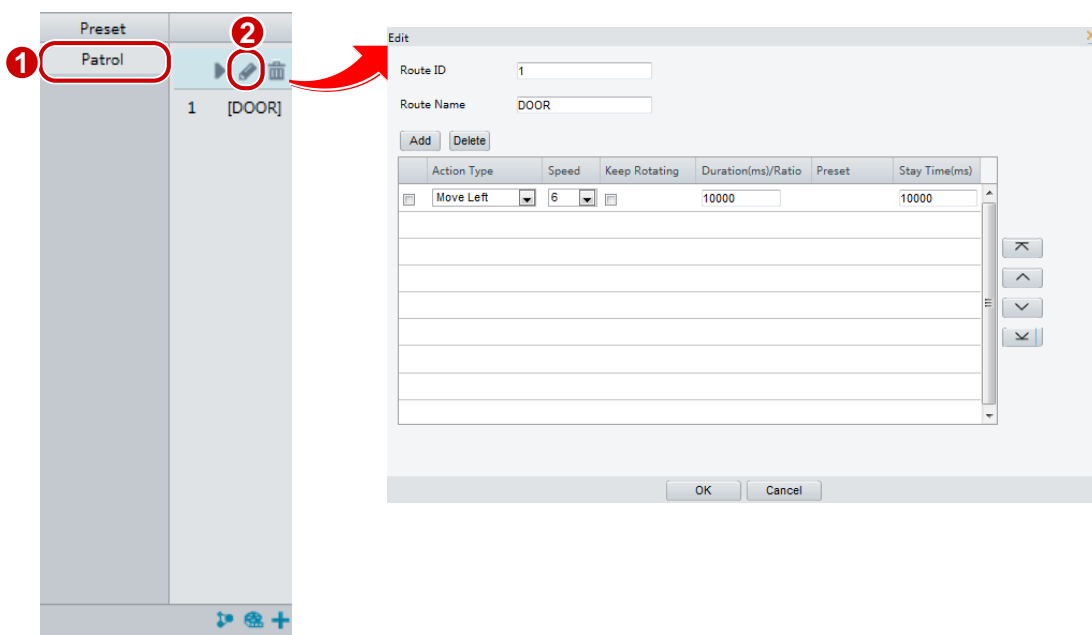 Preset
2
1
Patrol
1 [DOOR]
Edit
Route ID 1
Route Name DOOR
Add Delete
Action Type Speed Keep Rotating Duration(ms)/Ratio Preset Stay Time(ms)
Move Left 6 10000 10000
OK Cancel